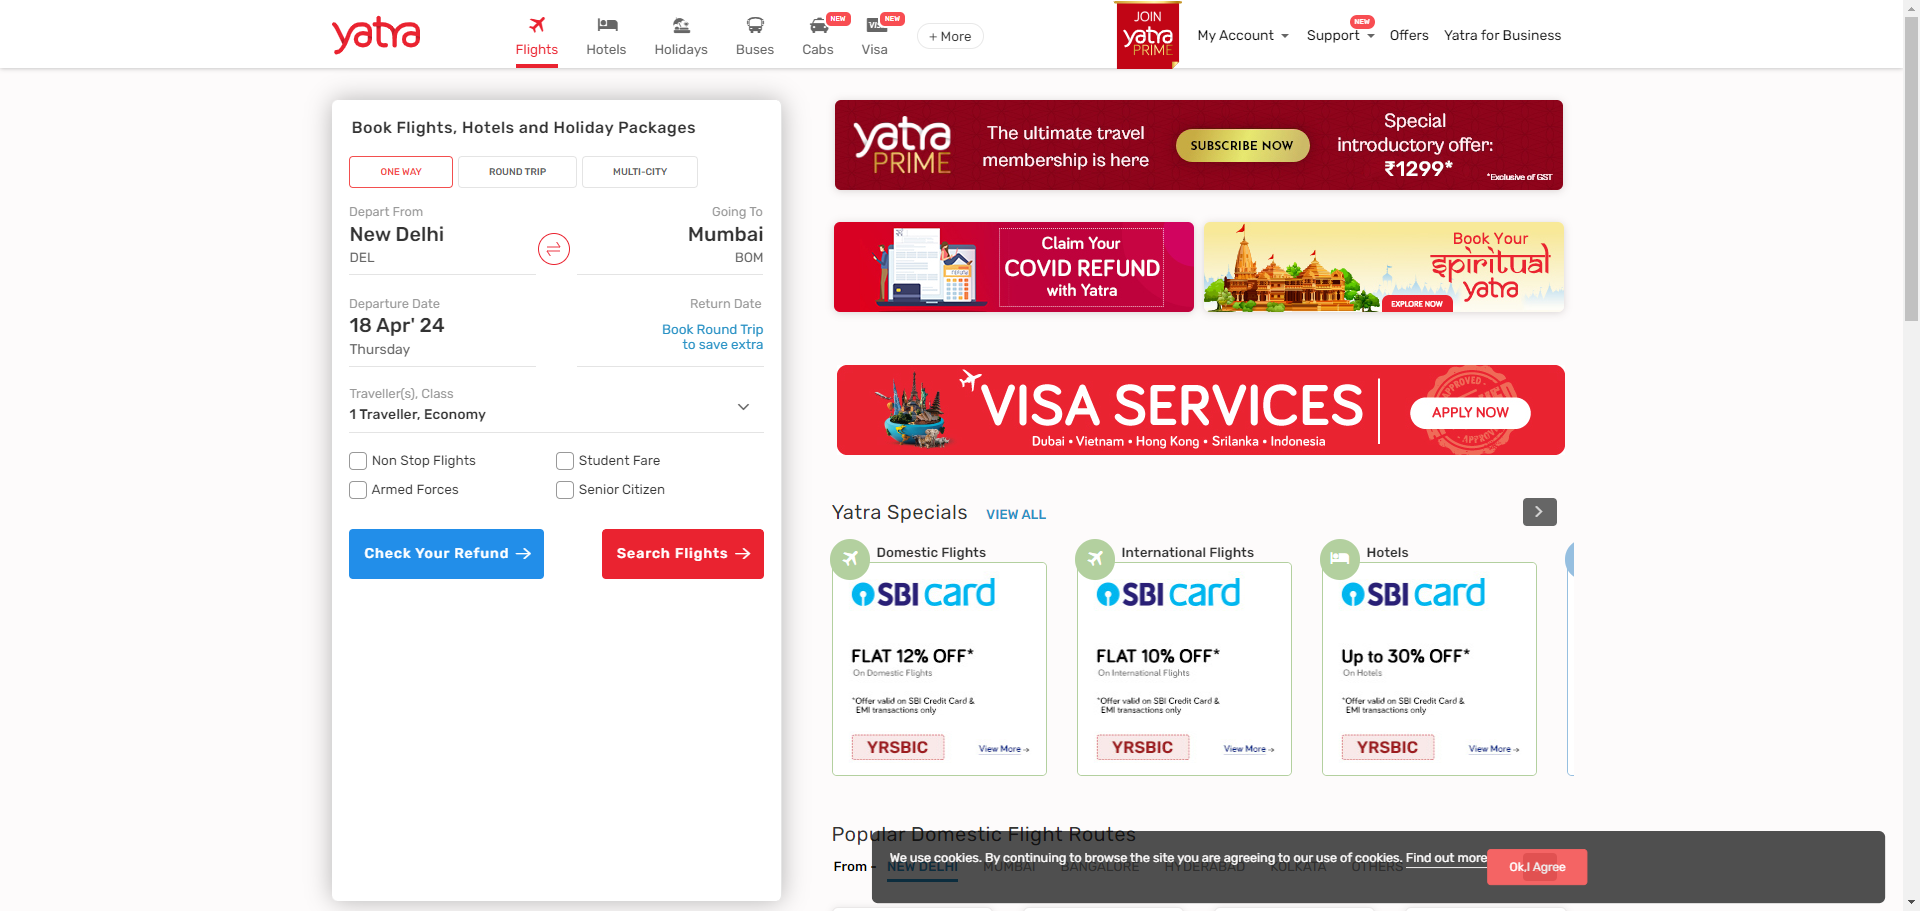 yatra
Flights
Hotels
Holidays
Buses
NEW
Cabs
NEW
VISA
Visa
+ More
JOIN
yatra
PRIME
My Account
NEW
Support
Offers
Yatra for Business
Book Flights, Hotels and Holiday Packages
ONE WAY
ROUND TRIP
MULTI-CITY
Depart From
New Delhi
DEL
Going To
Mumbai
BOM
Departure Date
18 Apr' 24
Thursday
Return Date
Book Round Trip
to save extra
Traveller(s), Class
1 Traveller, Economy
Non Stop Flights
Student Fare
Armed Forces
Senior Citizen
Check Your Refund
Search Flights
yatra
PRIME
The ultimate travel
membership is here
SUBSCRIBE NOW
Special
introductory offer:
₹1299*
*Exclusive of GST
Claim Your
COVID REFUND
with Yatra
Book Your
spiritual
yatra
EXPLORE NOW
VISA SERVICES
Dubai • Vietnam • Hong Kong • Srilanka • Indonesia
APPROVED
APPLY NOW
Yatra Specials
VIEW ALL
Domestic Flights
SBI card
FLAT 12% OFF*
On Domestic Flights
*Offer valid on SBI Credit Card &
EMI transactions only
YRSBIC
View More →
International Flights
SBI card
FLAT 10% OFF*
On International Flights
*Offer valid on SBI Credit Card &
EMI transactions only
YRSBIC
View More →
Hotels
SBI card
Up to 30% OFF*
On Hotels
*Offer valid on SBI Credit Card &
EMI transactions only
YRSBIC
View More →
Popular Domestic Flight Routes
From -
NEW DELHI
MUMBAI
BANGALORE
HYDERABAD
KOLKATA
OTHERS
We use cookies. By continuing to browse the site you are agreeing to our use of cookies. Find out more
Ok,I Agree